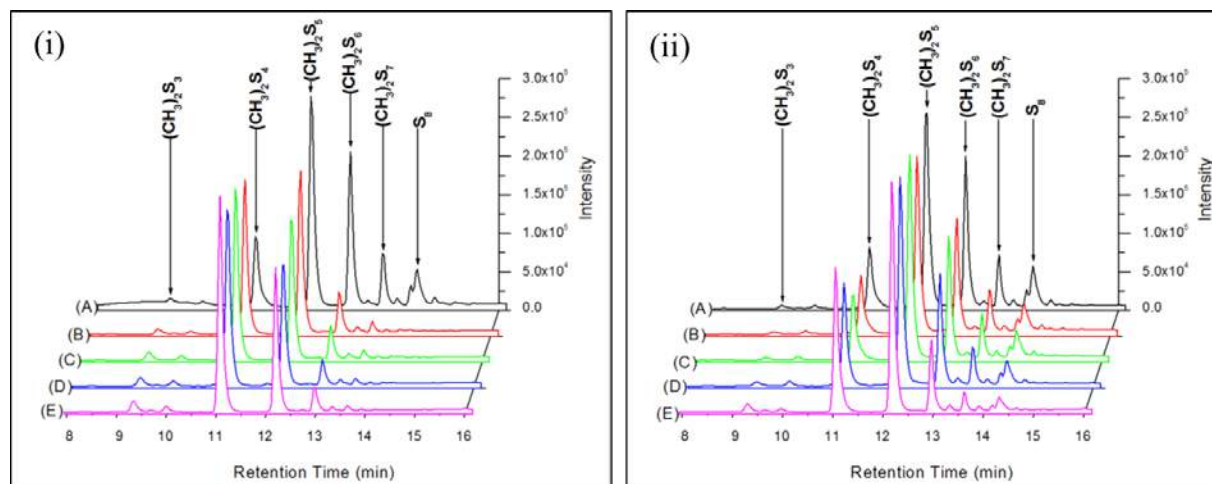 (i)
(CH₃)₂S₃
(CH₃)₂S₄
(CH₃)₂S₅
(CH₃)₂S₆
(CH₃)₂S₇
S₈
3.0x10⁵
2.5x10⁵
2.0x10⁵
1.5x10⁵
1.0x10⁵
5.0x10⁴
0.0
Intensity
(A)
(B)
(C)
(D)
(E)
8 9 10 11 12 13 14 15 16
Retention Time (min)
(ii)
(CH₃)₂S₃
(CH₃)₂S₄
(CH₃)₂S₅
(CH₃)₂S₆
(CH₃)₂S₇
S₈
3.0x10⁵
2.5x10⁵
2.0x10⁵
1.5x10⁵
1.0x10⁵
5.0x10⁴
0.0
Intensity
(A)
(B)
(C)
(D)
(E)
8 9 10 11 12 13 14 15 16
Retention Time (min)